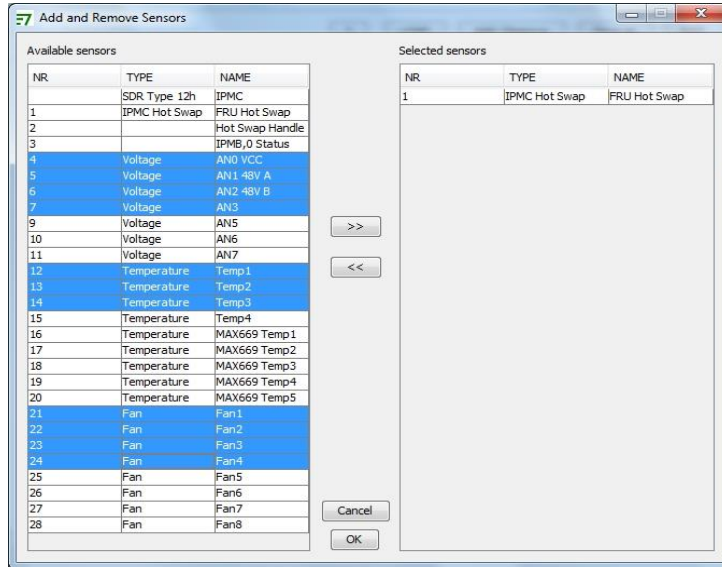 Add and Remove Sensors
Available sensors
NR TYPE NAME
SDR Type 12h IPMC
1 IPMC Hot Swap FRU Hot Swap
2 Hot Swap Handle
3 IPMB,0 Status
4 Voltage AN0 VCC
5 Voltage AN1 48V A
6 Voltage AN2 48V B
7 Voltage AN3
9 Voltage AN5
10 Voltage AN6
11 Voltage AN7
12 Temperature Temp1
13 Temperature Temp2
14 Temperature Temp3
15 Temperature Temp4
16 Temperature MAX669 Temp1
17 Temperature MAX669 Temp2
18 Temperature MAX669 Temp3
19 Temperature MAX669 Temp4
20 Temperature MAX669 Temp5
21 Fan Fan1
22 Fan Fan2
23 Fan Fan3
24 Fan Fan4
25 Fan Fan5
26 Fan Fan6
27 Fan Fan7
28 Fan Fan8
>>
<<
Cancel
OK
Selected sensors
NR TYPE NAME
1 IPMC Hot Swap FRU Hot Swap